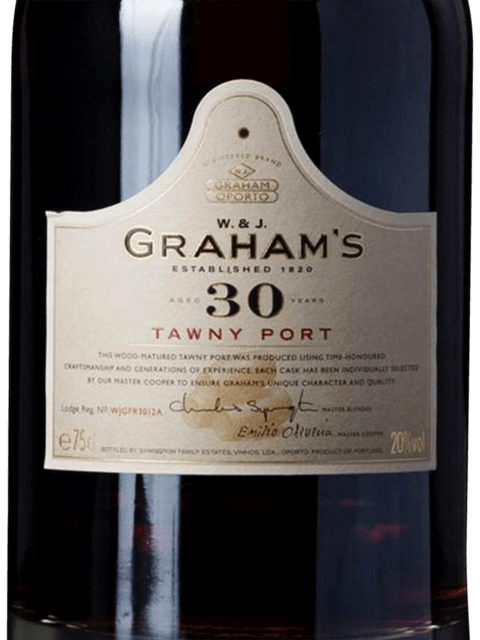 REGISTERED BRAND
W. & J.
GRAHAM
OPORTO
W. & J.
GRAHAM'S
ESTABLISHED 1820
AGED 30 YEARS
TAWNY PORT
THIS WOOD-MATURED TAWNY PORT WAS PRODUCED USING TIME-HONOURED
CRAFTSMANSHIP AND GENERATIONS OF EXPERIENCE. EACH CASK HAS BEEN INDIVIDUALLY SELECTED
BY OUR MASTER COOPER TO ENSURE GRAHAM'S UNIQUE CHARACTER AND QUALITY.
Lodge Reg. Nº: WJGFR3012A MASTER BLENDER
Emilio Oliveira MASTER COOPER
e75cl 20%vol
BOTTLED BY SYMINGTON FAMILY ESTATES, VINHOS, LDA., OPORTO, PRODUCT OF PORTUGAL